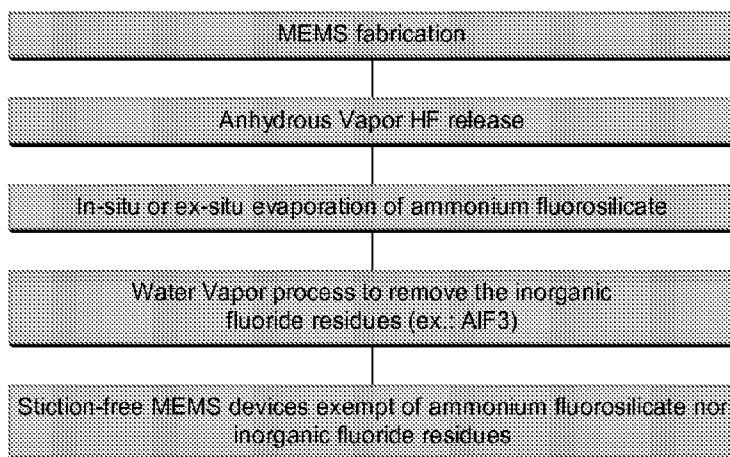 MEMS fabrication
Anhydrous Vapor HF release
In-situ or ex-situ evaporation of ammonium fluorosilicate
Water Vapor process to remove the inorganic
fluoride residues (ex.: AlF3)
Stiction-free MEMS devices exempt of ammonium fluorosilicate nor
inorganic fluoride residues